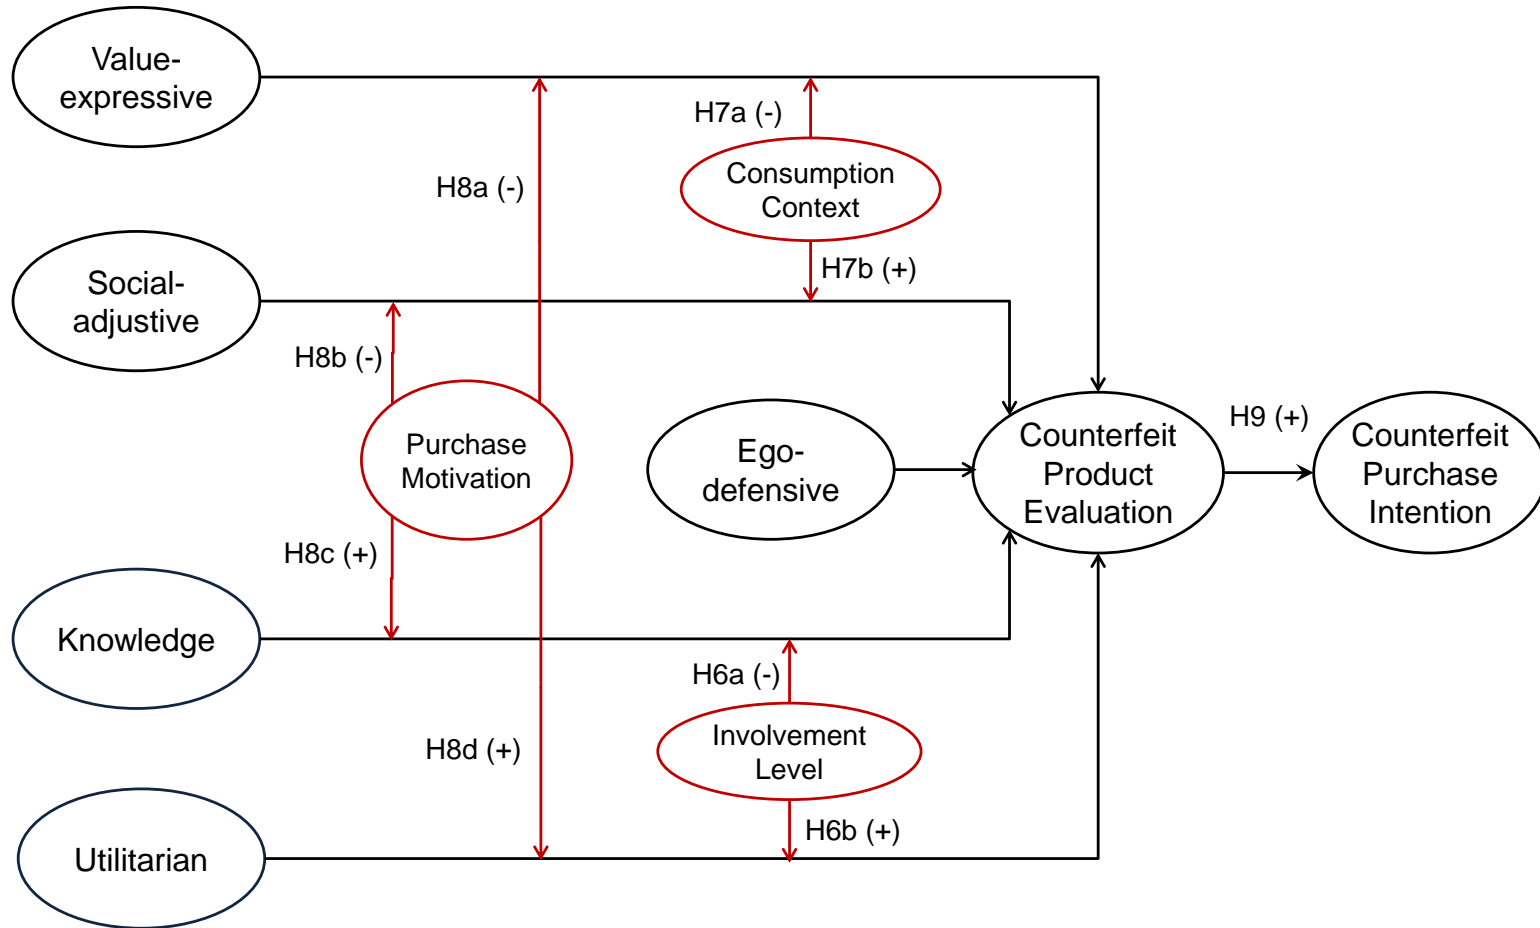 Value-
expressive
H7a (-)
Consumption
Context
H8a (-)
H7b (+)
Social-
adjustive
H8b (-)
Purchase
Motivation
Ego-
defensive
Counterfeit
Product
Evaluation
H9 (+)
Counterfeit
Purchase
Intention
H8c (+)
Knowledge
H6a (-)
Involvement
Level
H8d (+)
H6b (+)
Utilitarian